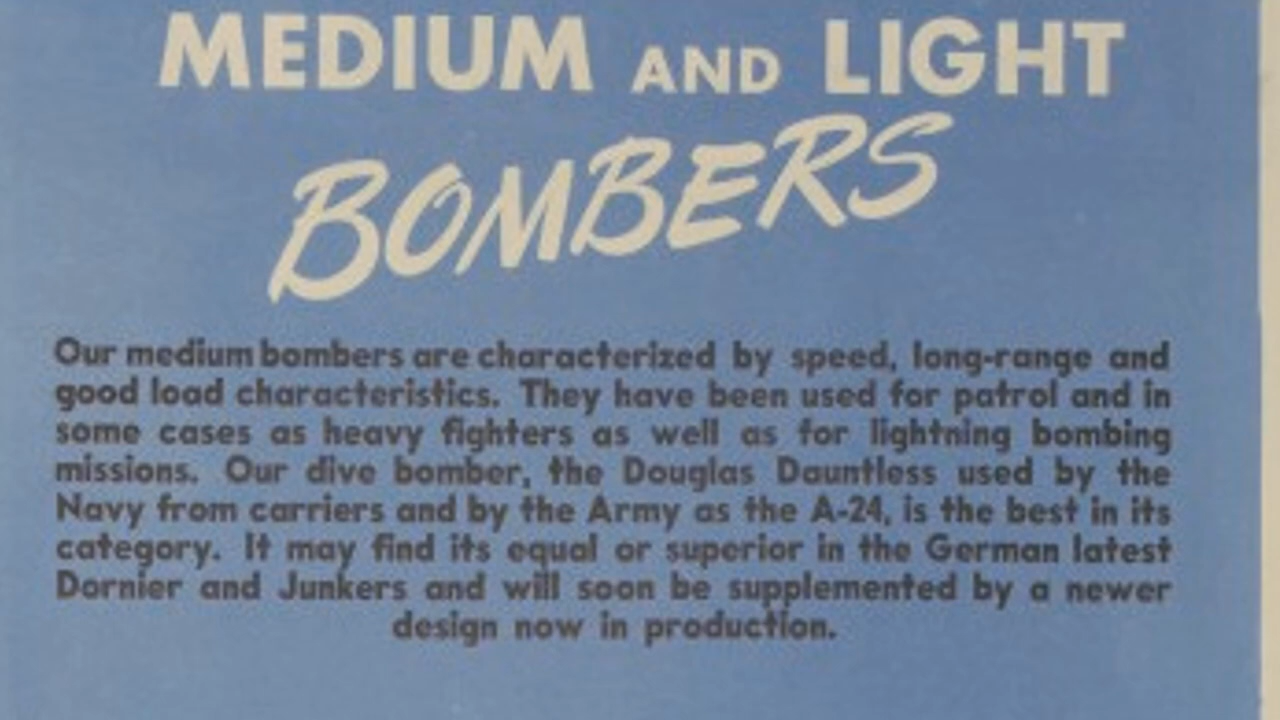 MEDIUM AND LIGHT
BOMBERS
Our medium bombers are characterized by speed, long-range and
good load characteristics. They have been used for patrol and in
some cases as heavy fighters as well as for lightning bombing
missions. Our dive bomber, the Douglas Dauntless used by the
Navy from carriers and by the Army as the A-24, is the best in its
category. It may find its equal or superior in the German latest
Dornier and Junkers and will soon be supplemented by a newer
design now in production.